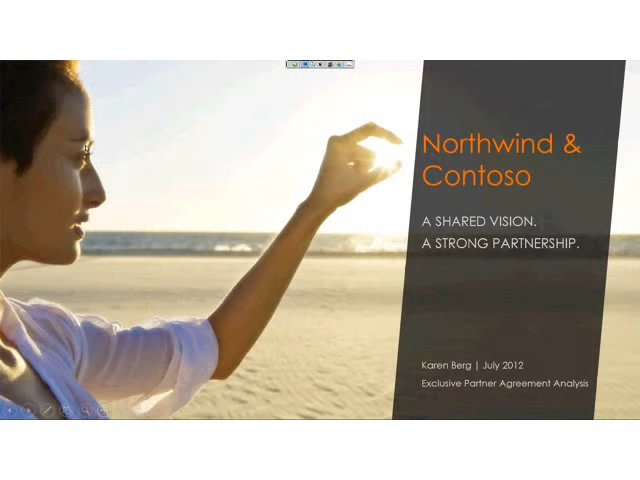 Northwind &
Contoso
A SHARED VISION.
A STRONG PARTNERSHIP.
Karen Berg | July 2012
Exclusive Partner Agreement Analysis